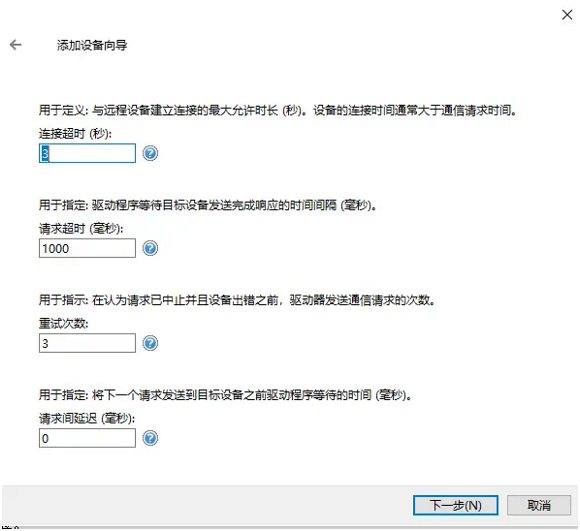 添加设备向导
用于定义: 与远程设备建立连接的最大允许时长 (秒)。设备的连接时间通常大于通信请求时间。
连接超时 (秒):
3
用于指定: 驱动程序等待目标设备发送完成响应的时间间隔 (毫秒)。
请求超时 (毫秒):
1000
用于指示: 在认为请求已中止并且设备出错之前，驱动器发送通信请求的次数。
重试次数:
3
用于指定: 将下一个请求发送到目标设备之前驱动程序等待的时间 (毫秒)。
请求间延迟 (毫秒):
0
下一步(N) 取消